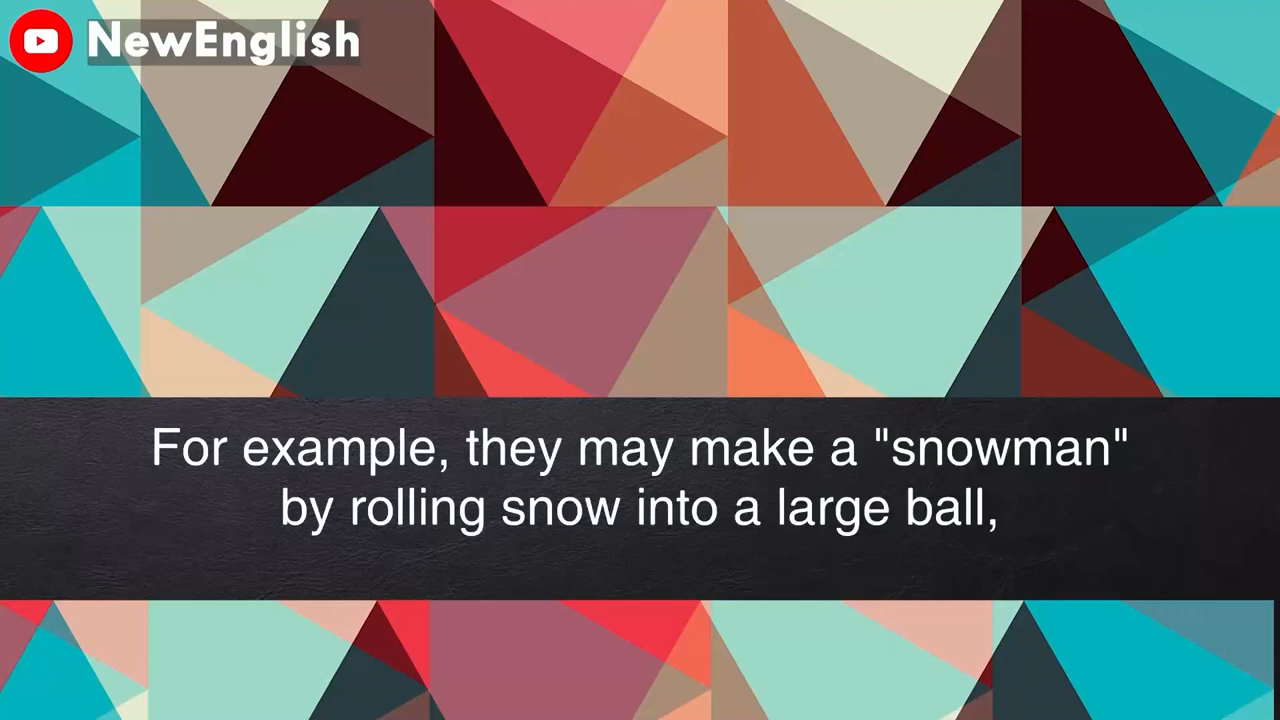 NewEnglish
For example, they may make a "snowman"
by rolling snow into a large ball,